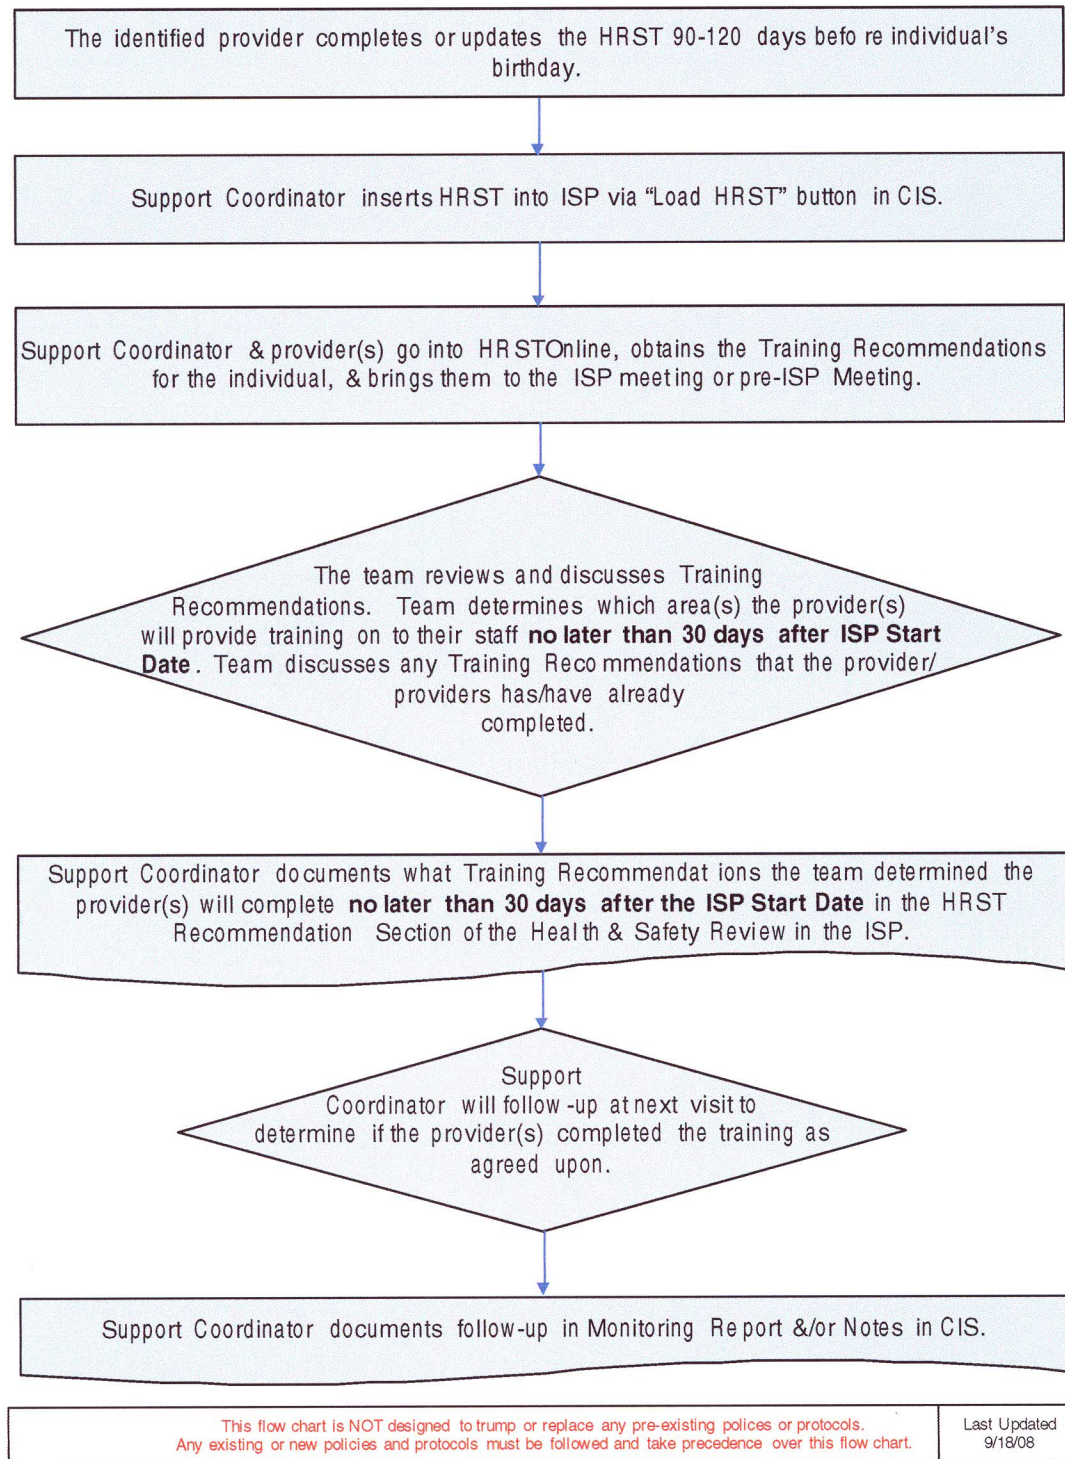 The identified provider completes or updates the HRST 90-120 days befo re individual's
birthday.
Support Coordinator inserts HRST into ISP via “Load HRST” button in CIS.
Support Coordinator & provider(s) go into HRSTOnline, obtains the Training Recommendations
for the individual, & brings them to the ISP meeting or pre-ISP Meeting.
The team reviews and discusses Training
Recommendations. Team determines which area(s) the provider(s)
will provide training on to their staff no later than 30 days after ISP Start
Date. Team discusses any Training Recommendations that the provider/
providers has/have already
completed.
Support Coordinator documents what Training Recommendat ions the team determined the
provider(s) will complete no later than 30 days after the ISP Start Date in the HRST
Recommendation Section of the Health & Safety Review in the ISP.
Support
Coordinator will follow -up at next visit to
determine if the provider(s) completed the training as
agreed upon.
Support Coordinator documents follow-up in Monitoring Report &/or Notes in CIS.
This flow chart is NOT designed to trump or replace any pre-existing polices or protocols.
Any existing or new policies and protocols must be followed and take precedence over this flow chart.
Last Updated
9/18/08